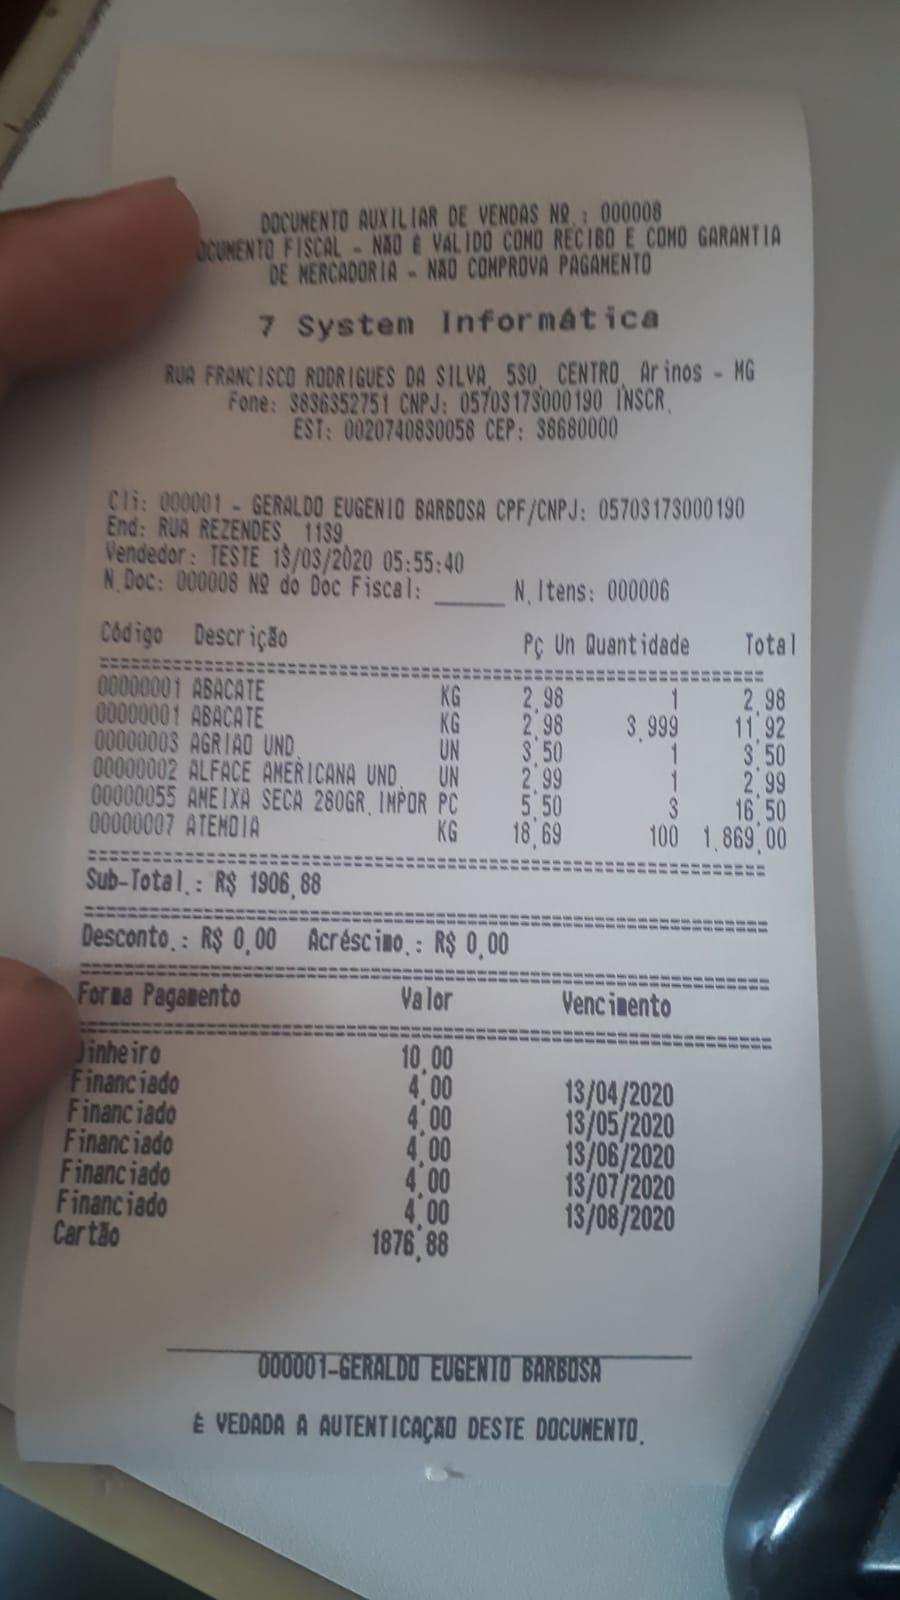 DOCUMENTO AUXILIAR DE VENDAS Nº.: 000008
OCUMENTO FISCAL - NÃO É VALIDO COMO RECIBO E COMO GARANTIA
DE MERCADORIA - NÃO COMPROVA PAGAMENTO
7 System Informática
RUA FRANCISCO RODRIGUES DA SILVA, 530, CENTRO, Arinos - MG
Fone: 3836352751 CNPJ: 05703173000190 INSCR.
EST: 0020740830058 CEP: 38680000
Cli: 000001 - GERALDO EUGENIO BARBOSA CPF/CNPJ: 05703173000190
End: RUA REZENDES, 1139
Vendedor: TESTE 13/03/2020 05:55:40
N.Doc: 000008 Nº do Doc Fiscal: ______ N.Itens: 000006
Código Descrição Pç Un Quantidade Total
00000001 ABACATE KG 2,98 1 2,98
00000001 ABACATE KG 2,98 3,999 11,92
00000003 AGRIAO UND. UN 3,50 1 3,50
00000002 ALFACE AMERICANA UND. UN 2,99 1 2,99
00000055 AMEIXA SECA 280GR.IMPOR PC 5,50 3 16,50
00000007 ATEMOIA KG 18,69 100 1.869,00
Sub-Total.: R$ 1906,88
Desconto.: R$ 0,00 Acréscimo.: R$ 0,00
Forma Pagamento Valor Vencimento
Dinheiro 10,00
Financiado 4,00 13/04/2020
Financiado 4,00 13/05/2020
Financiado 4,00 13/06/2020
Financiado 4,00 13/07/2020
Financiado 4,00 13/08/2020
Cartão 1876,88
000001-GERALDO EUGENIO BARBOSA
É VEDADA A AUTENTICAÇÃO DESTE DOCUMENTO.